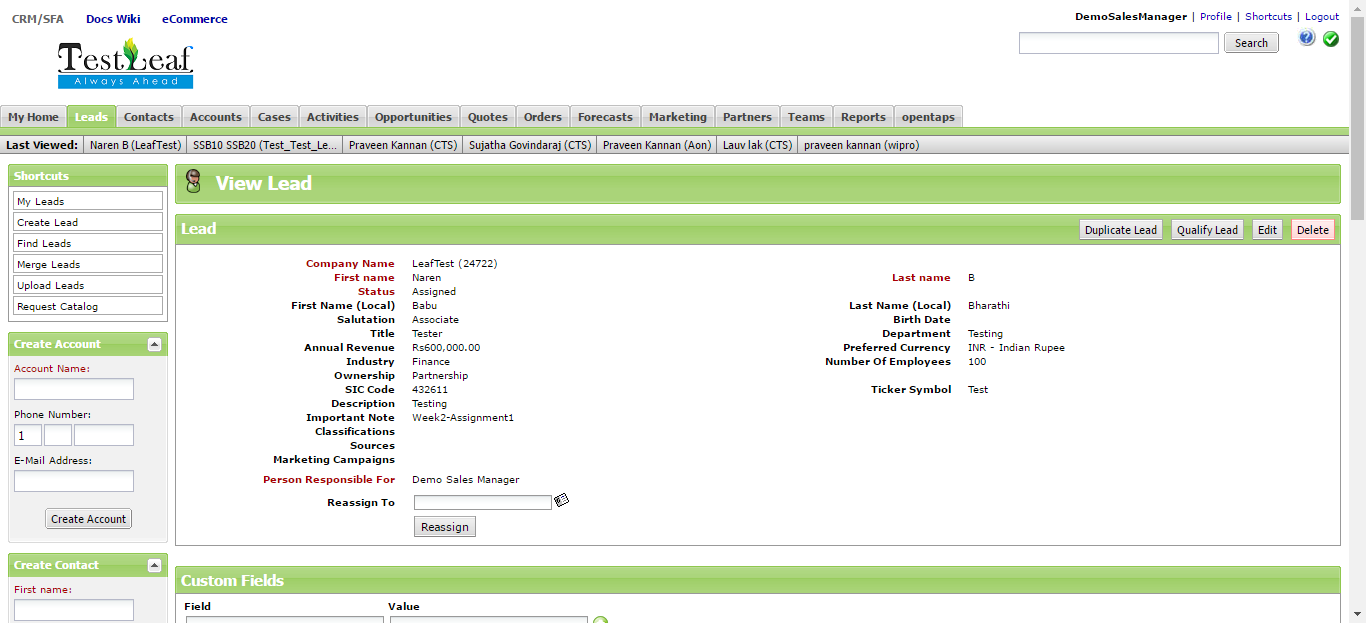 CRM/SFA Docs Wiki eCommerce
DemoSalesManager | Profile | Shortcuts | Logout
Search
TestLeaf
Always Ahead
My Home Leads Contacts Accounts Cases Activities Opportunities Quotes Orders Forecasts Marketing Partners Teams Reports opentaps
Last Viewed: Naren B (LeafTest) SSB10 SSB20 (Test_Test_Le... Praveen Kannan (CTS) Sujatha Govindaraj (CTS) Praveen Kannan (Aon) Lauv lak (CTS) praveen kannan (wipro)
Shortcuts
My Leads
Create Lead
Find Leads
Merge Leads
Upload Leads
Request Catalog
Create Account
Account Name:
Phone Number:
1
E-Mail Address:
Create Account
Create Contact
First name:
View Lead
Lead Duplicate Lead Qualify Lead Edit Delete
Company Name LeafTest (24722)
First name Naren Last name B
Status Assigned
First Name (Local) Babu Last Name (Local) Bharathi
Salutation Associate Birth Date
Title Tester Department Testing
Annual Revenue Rs600,000.00 Preferred Currency INR - Indian Rupee
Industry Finance Number Of Employees 100
Ownership Partnership
SIC Code 432611 Ticker Symbol Test
Description Testing
Important Note Week2-Assignment1
Classifications
Sources
Marketing Campaigns
Person Responsible For Demo Sales Manager
Reassign To
Reassign
Custom Fields
Field Value